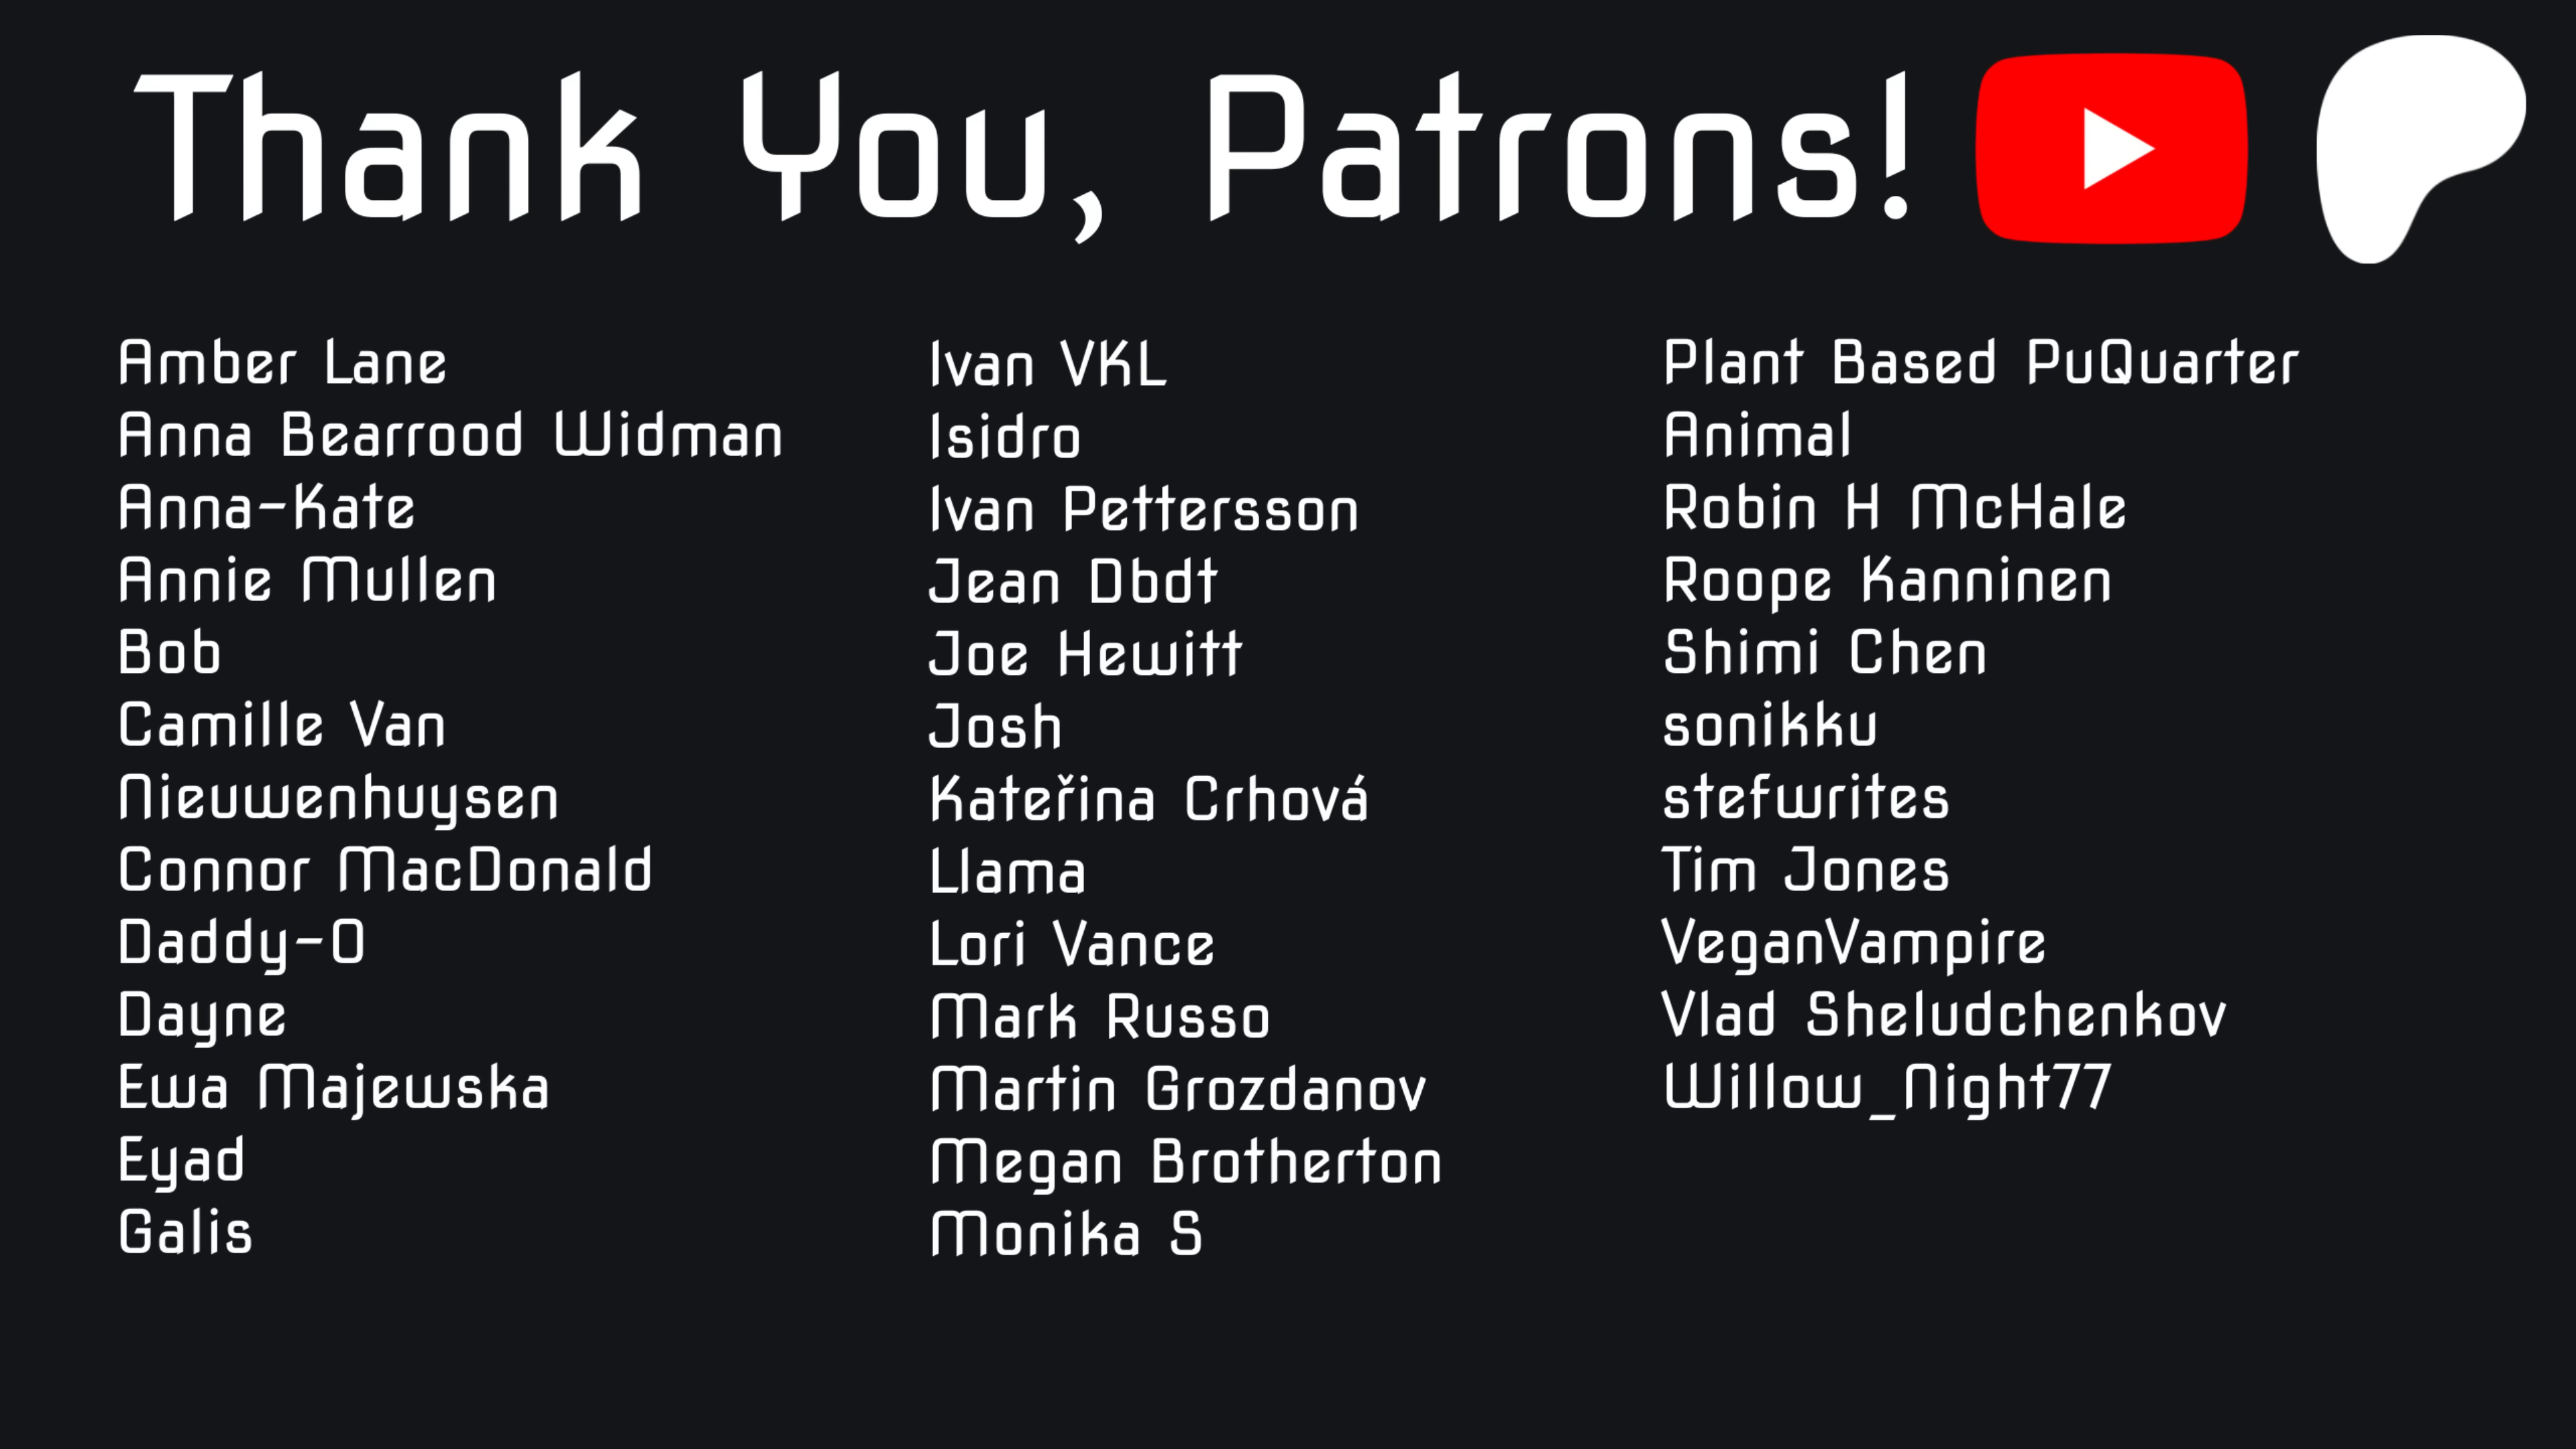 Thank You, Patrons!
Amber Lane
Anna Bearrood Widman
Anna-Kate
Annie Mullen
Bob
Camille Van
Nieuwenhuysen
Connor MacDonald
Daddy-O
Dayne
Ewa Majewska
Eyad
Galis
Ivan VKL
Isidro
Ivan Pettersson
Jean Dbdt
Joe Hewitt
Josh
Kateřina Crhová
Llama
Lori Vance
Mark Russo
Martin Grozdanov
Megan Brotherton
Monika S
Plant Based PuQuarter
Animal
Robin H McHale
Roope Kanninen
Shimi Chen
sonikku
stefwrites
Tim Jones
VeganVampire
Vlad Sheludchenkov
Willow_Night77